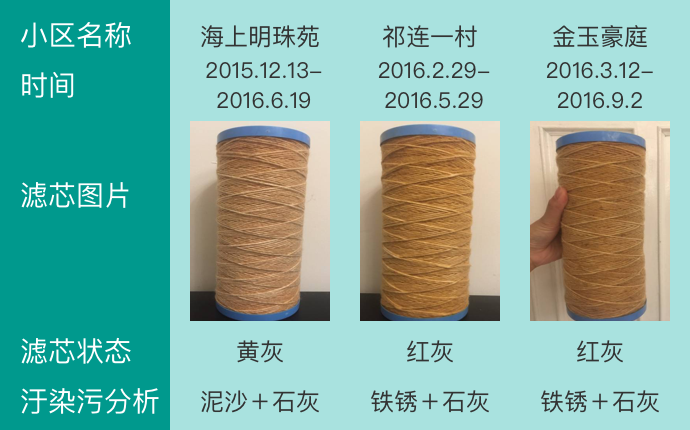 小区名称 海上明珠苑 祁连一村 金玉豪庭
时间 2015.12.13– 2016.2.29– 2016.3.12–
2016.6.19 2016.5.29 2016.9.2
滤芯图片
滤芯状态 黄灰 红灰 红灰
汙染污分析 泥沙＋石灰 铁锈＋石灰 铁锈＋石灰